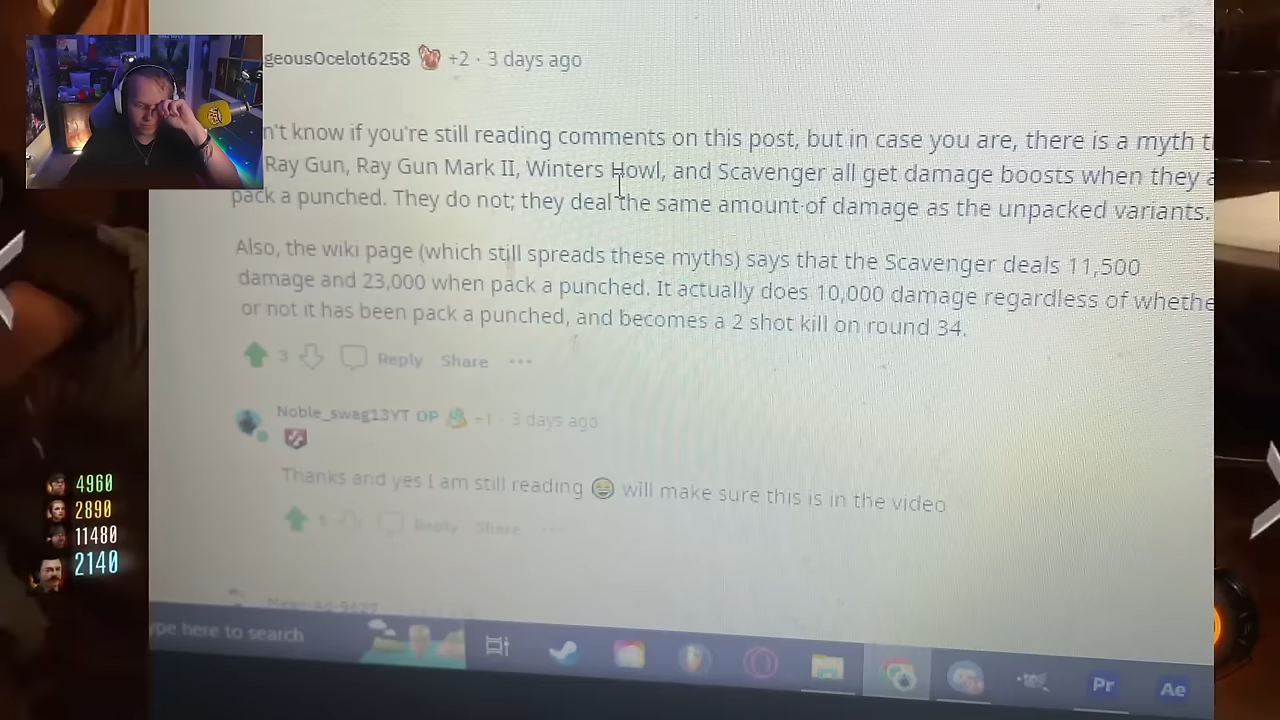 geousOcelot6258 +2 · 3 days ago
n't know if you're still reading comments on this post, but in case you are, there is a myth t
Ray Gun, Ray Gun Mark II, Winters Howl, and Scavenger all get damage boosts when they a
pack a punched. They do not; they deal the same amount of damage as the unpacked variants.
Also, the wiki page (which still spreads these myths) says that the Scavenger deals 11,500
damage and 23,000 when pack a punched. It actually does 10,000 damage regardless of whethe
or not it has been pack a punched, and becomes a 2 shot kill on round 34.
3 Reply Share
Noble_swag13YT OP 3 days ago
Thanks and yes I am still reading 😄 will make sure this is in the video
Reply Share
4960
2890
11480
2140
pe here to search
Pr
Ae